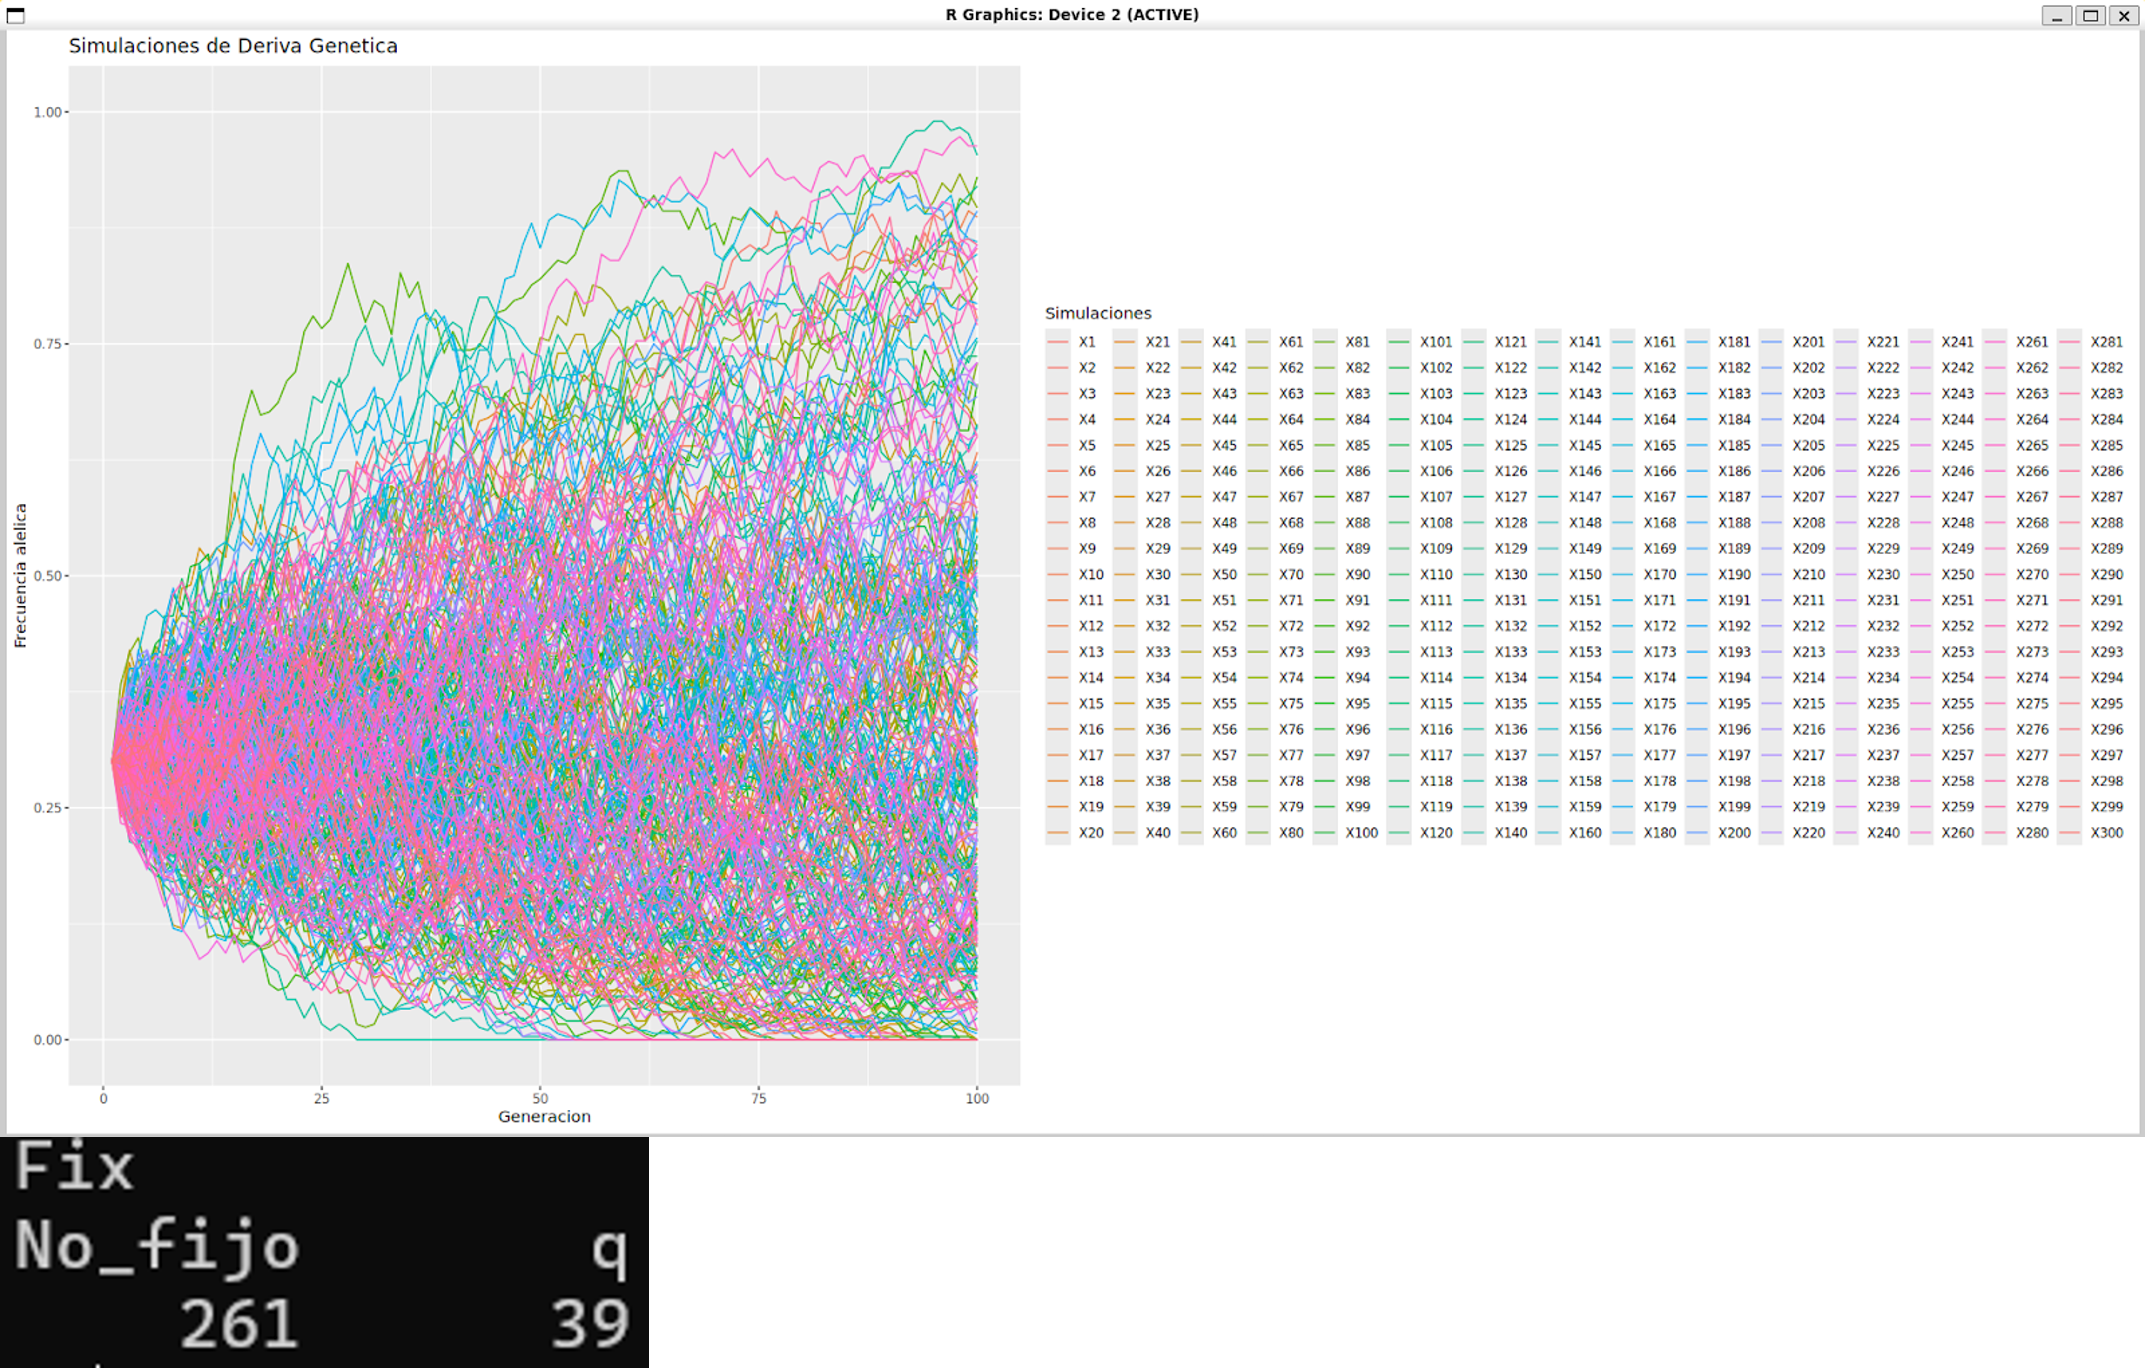 R Graphics: Device 2 (ACTIVE)
Simulaciones de Deriva Genetica
1.00
0.75
0.50
0.25
0.00
Frecuencia alelica
0 25 50 75 100
Generacion
Simulaciones
X1 X21 X41 X61 X81 X101 X121 X141 X161 X181 X201 X221 X241 X261 X281
X2 X22 X42 X62 X82 X102 X122 X142 X162 X182 X202 X222 X242 X262 X282
X3 X23 X43 X63 X83 X103 X123 X143 X163 X183 X203 X223 X243 X263 X283
X4 X24 X44 X64 X84 X104 X124 X144 X164 X184 X204 X224 X244 X264 X284
X5 X25 X45 X65 X85 X105 X125 X145 X165 X185 X205 X225 X245 X265 X285
X6 X26 X46 X66 X86 X106 X126 X146 X166 X186 X206 X226 X246 X266 X286
X7 X27 X47 X67 X87 X107 X127 X147 X167 X187 X207 X227 X247 X267 X287
X8 X28 X48 X68 X88 X108 X128 X148 X168 X188 X208 X228 X248 X268 X288
X9 X29 X49 X69 X89 X109 X129 X149 X169 X189 X209 X229 X249 X269 X289
X10 X30 X50 X70 X90 X110 X130 X150 X170 X190 X210 X230 X250 X270 X290
X11 X31 X51 X71 X91 X111 X131 X151 X171 X191 X211 X231 X251 X271 X291
X12 X32 X52 X72 X92 X112 X132 X152 X172 X192 X212 X232 X252 X272 X292
X13 X33 X53 X73 X93 X113 X133 X153 X173 X193 X213 X233 X253 X273 X293
X14 X34 X54 X74 X94 X114 X134 X154 X174 X194 X214 X234 X254 X274 X294
X15 X35 X55 X75 X95 X115 X135 X155 X175 X195 X215 X235 X255 X275 X295
X16 X36 X56 X76 X96 X116 X136 X156 X176 X196 X216 X236 X256 X276 X296
X17 X37 X57 X77 X97 X117 X137 X157 X177 X197 X217 X237 X257 X277 X297
X18 X38 X58 X78 X98 X118 X138 X158 X178 X198 X218 X238 X258 X278 X298
X19 X39 X59 X79 X99 X119 X139 X159 X179 X199 X219 X239 X259 X279 X299
X20 X40 X60 X80 X100 X120 X140 X160 X180 X200 X220 X240 X260 X280 X300
Fix
No_fijo q
261 39